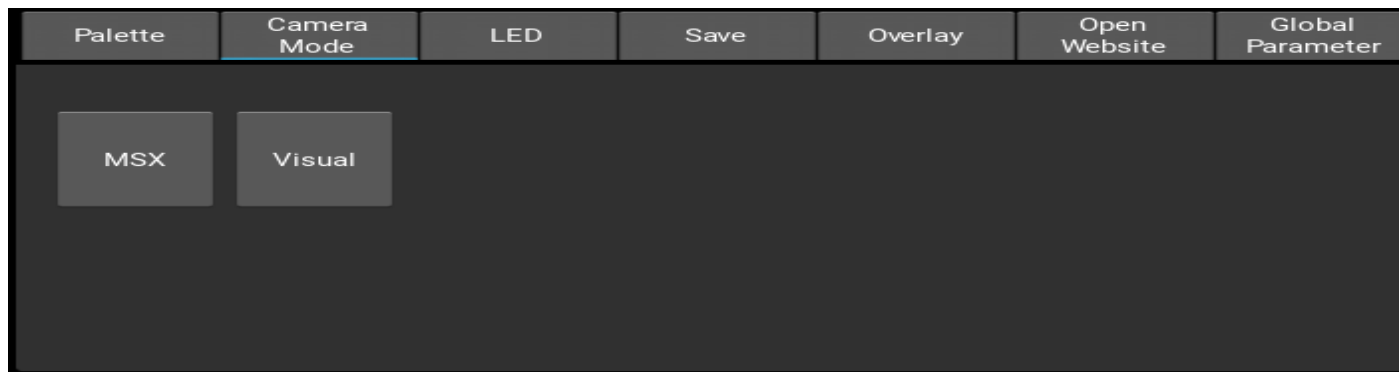 Palette
Camera
Mode
LED
Save
Overlay
Open
Website
Global
Parameter
MSX
Visual